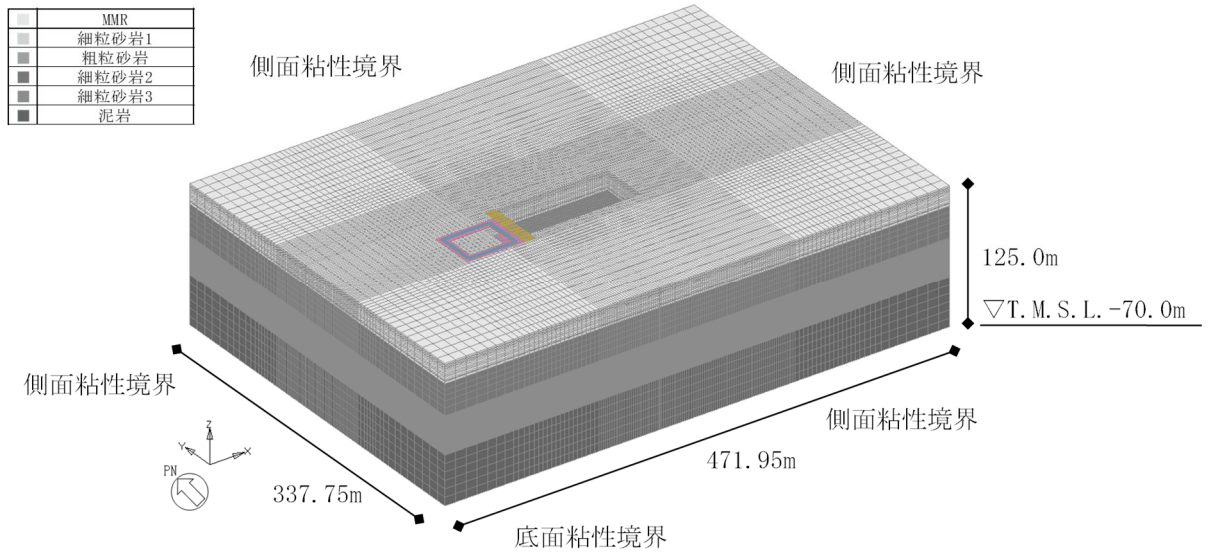 MMR
細粒砂岩1
粗粒砂岩
細粒砂岩2
細粒砂岩3
泥岩
側面粘性境界
側面粘性境界
125.0m
▽T.M.S.L.-70.0m
側面粘性境界
側面粘性境界
471.95m
Z
Y
X
PN
337.75m
底面粘性境界